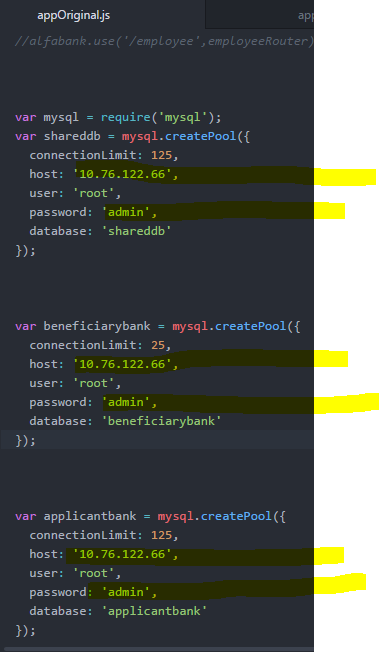 appOriginal.js ap
//alfabank.use('/employee',employeeRouter)
var mysql = require('mysql');
var shareddb = mysql.createPool({
connectionLimit: 125,
host: '10.76.122.66',
user: 'root',
password: 'admin',
database: 'shareddb'
});
var beneficiarybank = mysql.createPool({
connectionLimit: 25,
host: '10.76.122.66',
user: 'root',
password: 'admin',
database: 'beneficiarybank'
});
var applicantbank = mysql.createPool({
connectionLimit: 125,
host: '10.76.122.66',
user: 'root',
password: 'admin',
database: 'applicantbank'
});